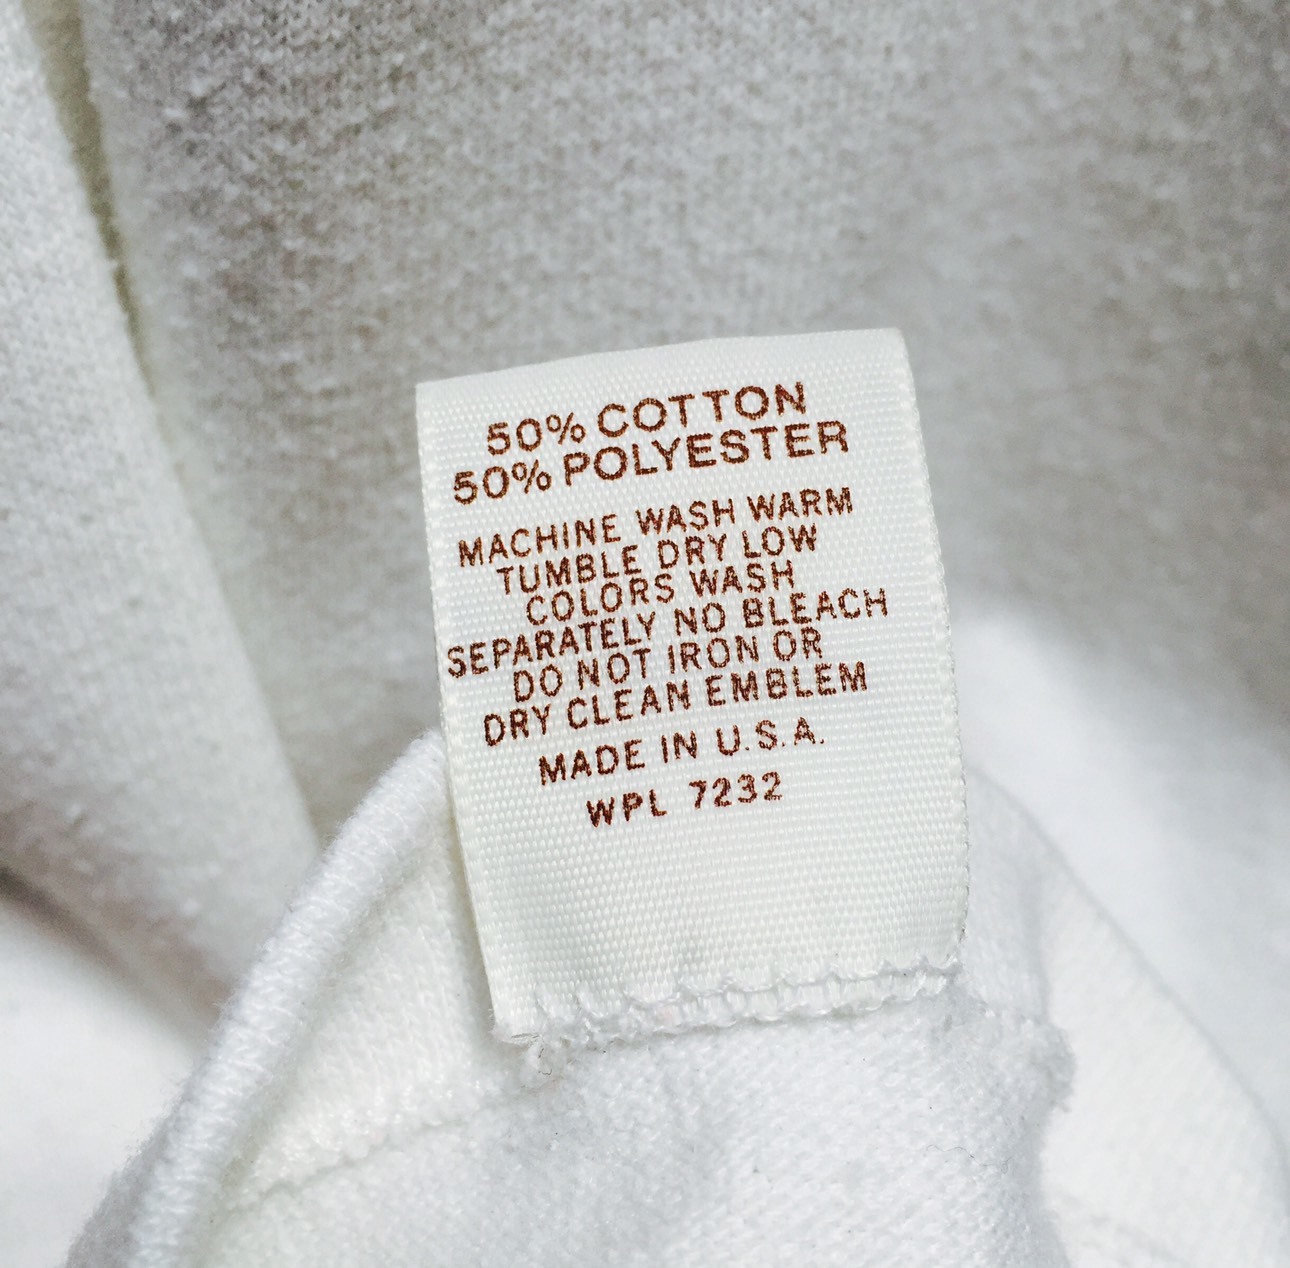 50% COTTON
50% POLYESTER
MACHINE WASH WARM
TUMBLE DRY LOW
COLORS WASH
SEPARATELY NO BLEACH
DO NOT IRON OR
DRY CLEAN EMBLEM
MADE IN U.S.A.
WPL 7232